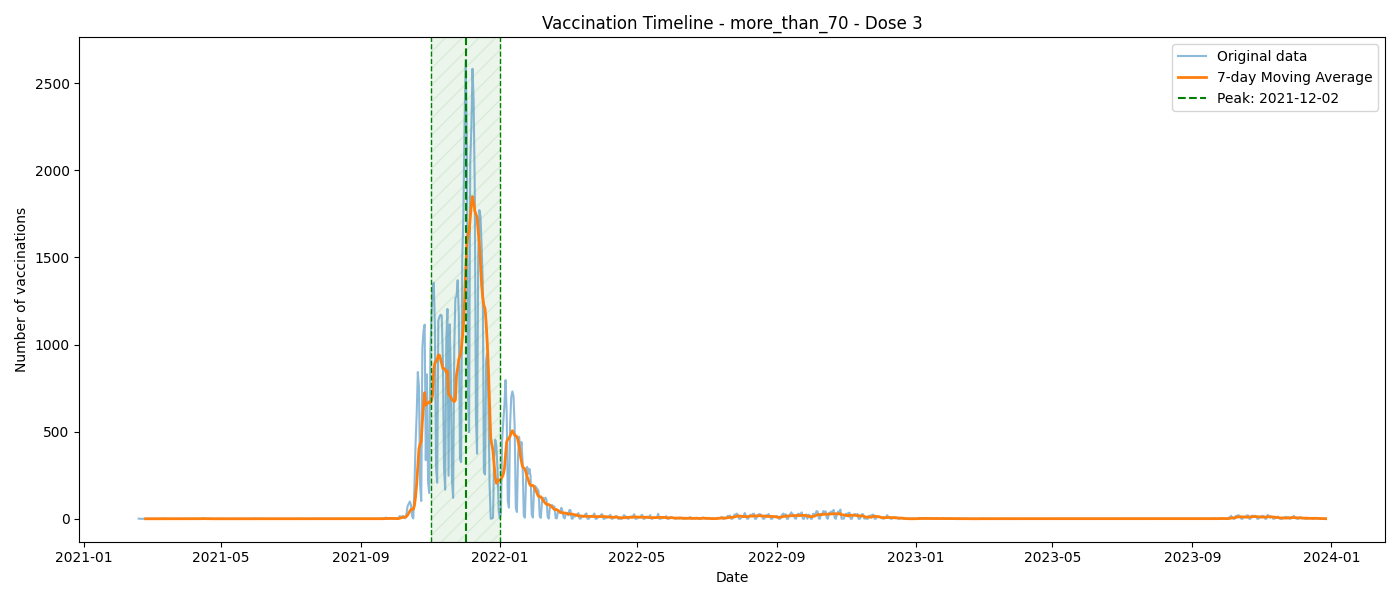 Vaccination Timeline - more_than_70 - Dose 3
Original data
7-day Moving Average
Peak: 2021-12-02
Number of vaccinations
2500
2000
1500
1000
500
0
2021-01 2021-05 2021-09 2022-01 2022-05 2022-09 2023-01 2023-05 2023-09 2024-01
Date